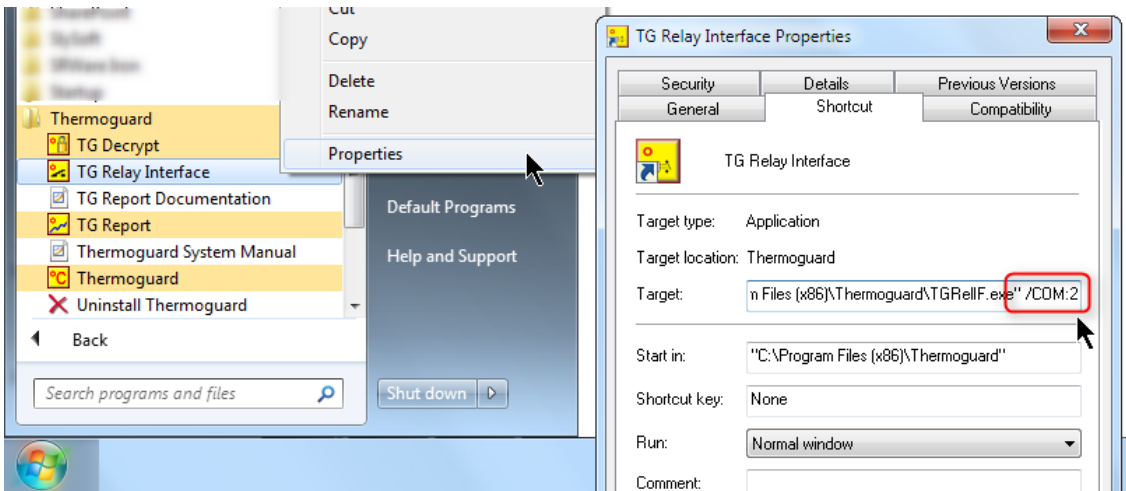 Cut
Copy
Delete
Rename
Properties
Thermoguard
TG Decrypt
TG Relay Interface
TG Report Documentation
TG Report
Thermoguard System Manual
Thermoguard
Uninstall Thermoguard
Back
Search programs and files
Default Programs
Help and Support
Shut down
TG Relay Interface Properties
Security Details Previous Versions
General Shortcut Compatibility
TG Relay Interface
Target type: Application
Target location: Thermoguard
Target: n Files (x86)\Thermoguard\TGRelIF.exe" /COM:2
Start in: "C:\Program Files (x86)\Thermoguard"
Shortcut key: None
Run: Normal window
Comment: